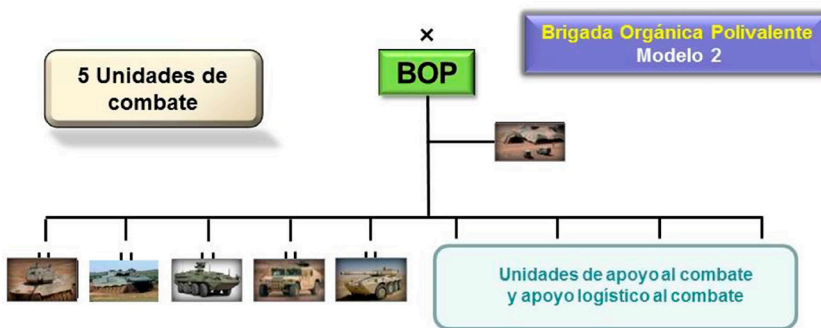 Brigada Orgánica Polivalente
Modelo 2
×
BOP
5 Unidades de
combate
Unidades de apoyo al combate
y apoyo logístico al combate